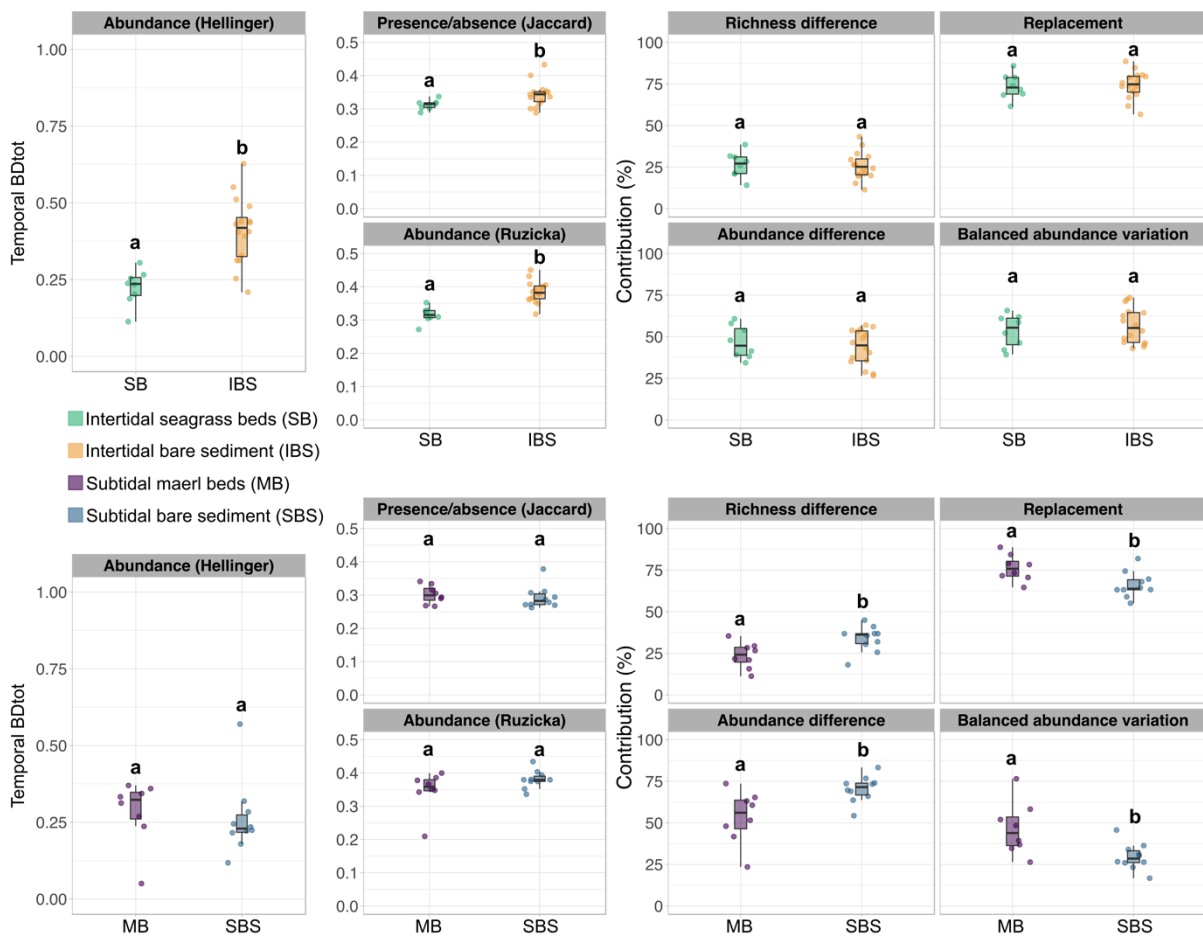 Abundance (Hellinger)
Temporal BDtot
1.00
0.75
0.50
0.25
0.00
a
b
SB
IBS
Presence/absence (Jaccard)
0.5
0.4
0.3
0.2
0.1
0.0
a
b
Abundance (Ruzicka)
0.5
0.4
0.3
0.2
0.1
0.0
a
b
SB
IBS
Contribution (%)
Richness difference
100
75
50
25
0
a
a
Replacement
a
a
Abundance difference
100
75
50
25
0
a
a
SB
IBS
Balanced abundance variation
a
a
SB
IBS
Intertidal seagrass beds (SB)
Intertidal bare sediment (IBS)
Subtidal maerl beds (MB)
Subtidal bare sediment (SBS)
Abundance (Hellinger)
Temporal BDtot
1.00
0.75
0.50
0.25
0.00
a
a
MB
SBS
Presence/absence (Jaccard)
0.5
0.4
0.3
0.2
0.1
0.0
a
a
Abundance (Ruzicka)
0.5
0.4
0.3
0.2
0.1
0.0
a
a
MB
SBS
Contribution (%)
Richness difference
100
75
50
25
0
a
b
Replacement
a
b
Abundance difference
100
75
50
25
0
a
b
MB
SBS
Balanced abundance variation
a
b
MB
SBS